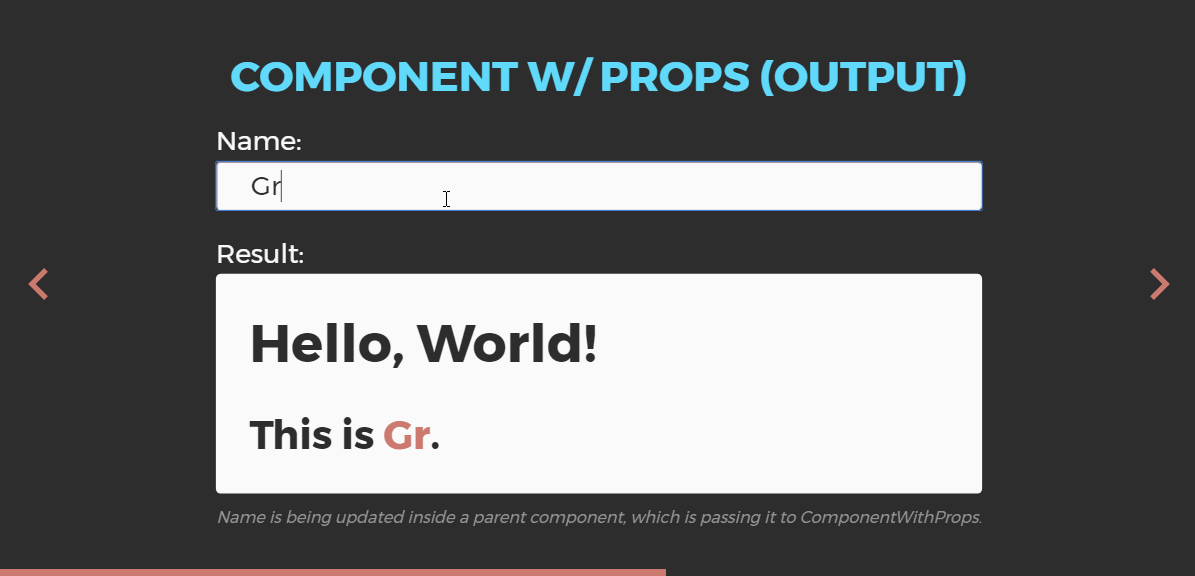 COMPONENT W/ PROPS (OUTPUT)
Name:
Gr
Result:
Hello, World!
This is Gr.
Name is being updated inside a parent component, which is passing it to ComponentWithProps.